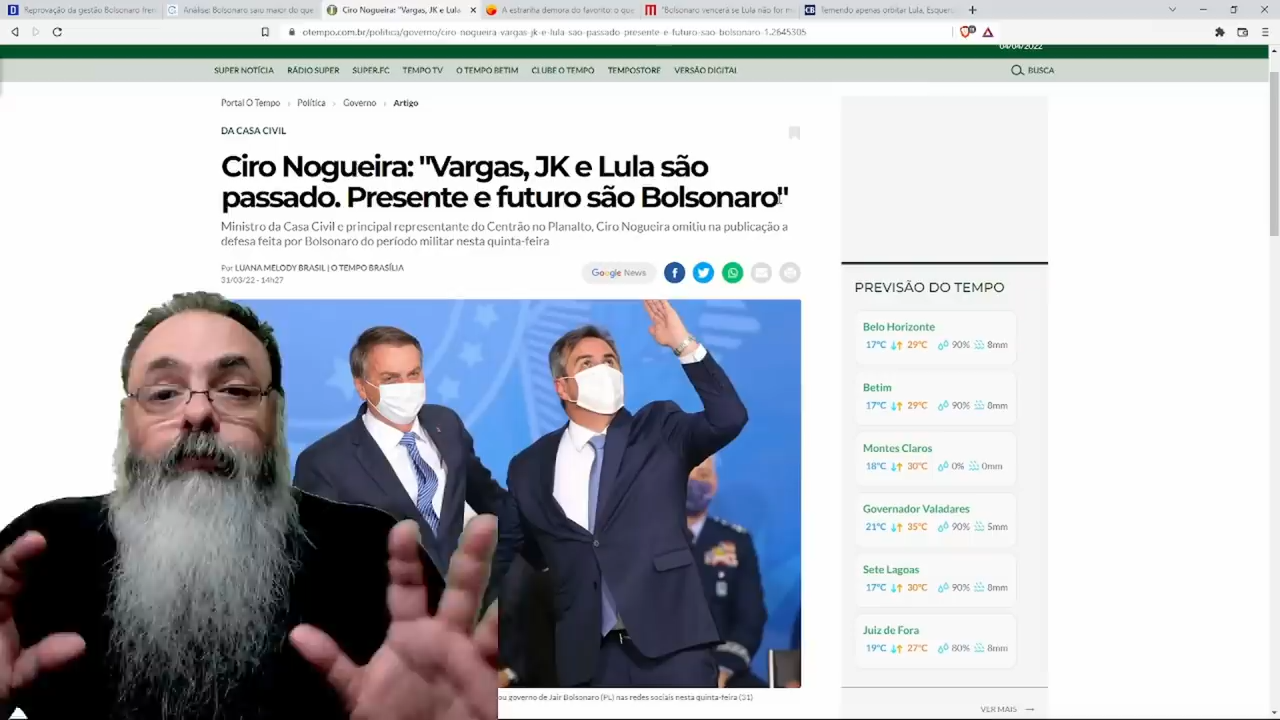 Reprovação da gestão Bolsonaro fren
Análise: Bolsonaro saiu maior do que
Ciro Nogueira: "Vargas, JK e Lula
A estranha demora do favorito: o que
"Bolsonaro vencerá se Lula não for m
Temendo apenas orbitar Lula, Esquer
otempo.com.br/politica/governo/ciro-nogueira-vargas-jk-e-lula-sao-passado-presente-e-futuro-sao-bolsonaro-1.2645305
04/04/2022
SUPER NOTÍCIA RÁDIO SUPER SUPER.FC TEMPO TV O TEMPO BETIM CLUBE O TEMPO TEMPOSTORE VERSÃO DIGITAL BUSCA
Portal O Tempo › Política › Governo › Artigo
DA CASA CIVIL
Ciro Nogueira: "Vargas, JK e Lula são
passado. Presente e futuro são Bolsonaro"
Ministro da Casa Civil e principal representante do Centrão no Planalto, Ciro Nogueira omitiu na publicação a
defesa feita por Bolsonaro do período militar nesta quinta-feira
Por LUANA MELODY BRASIL | O TEMPO BRASÍLIA
31/03/22 - 14h27
Google News
PREVISÃO DO TEMPO
Belo Horizonte
17°C 29°C 90% 8mm
Betim
17°C 29°C 90% 8mm
Montes Claros
18°C 30°C 0% 0mm
Governador Valadares
21°C 35°C 90% 5mm
Sete Lagoas
17°C 30°C 90% 8mm
Juiz de Fora
19°C 27°C 80% 8mm
VER MAIS →
ou governo de Jair Bolsonaro (PL) nas redes sociais nesta quinta-feira (31)